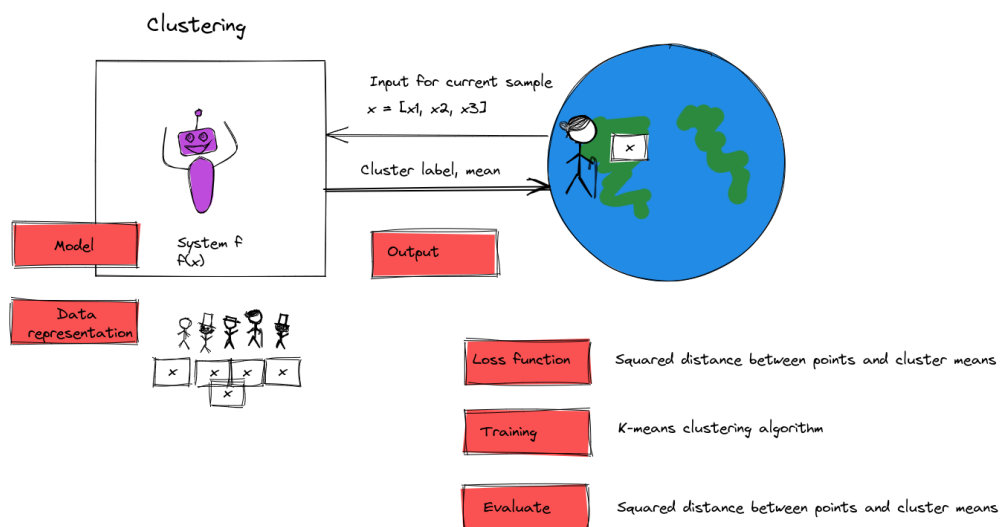 Clustering
Input for current sample
x = [x1, x2, x3]
x
Cluster label, mean
Model
System f
f(x)
Output
Data
representation
x
x
x
x
x
Loss function
Squared distance between points and cluster means
Training
K-means clustering algorithm
Evaluate
Squared distance between points and cluster means